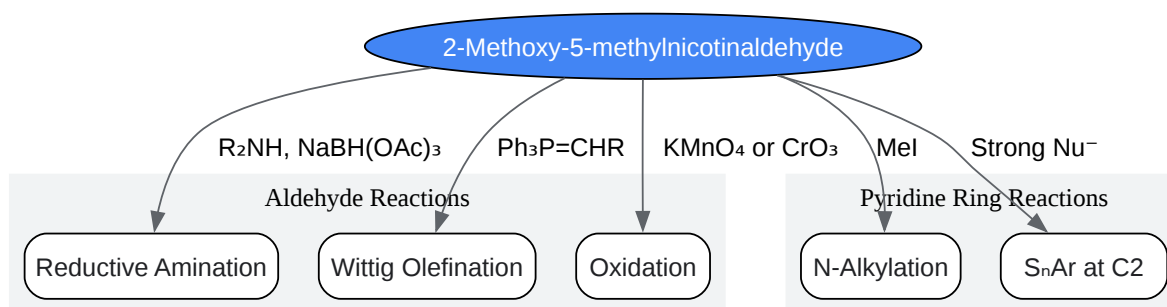 2-Methoxy-5-methylnicotinaldehyde
R₂NH, NaBH(OAc)₃
Ph₃P=CHR
KMnO₄ or CrO₃
MeI
Strong Nu⁻
Aldehyde Reactions
Pyridine Ring Reactions
Reductive Amination
Wittig Olefination
Oxidation
N-Alkylation
SₙAr at C2